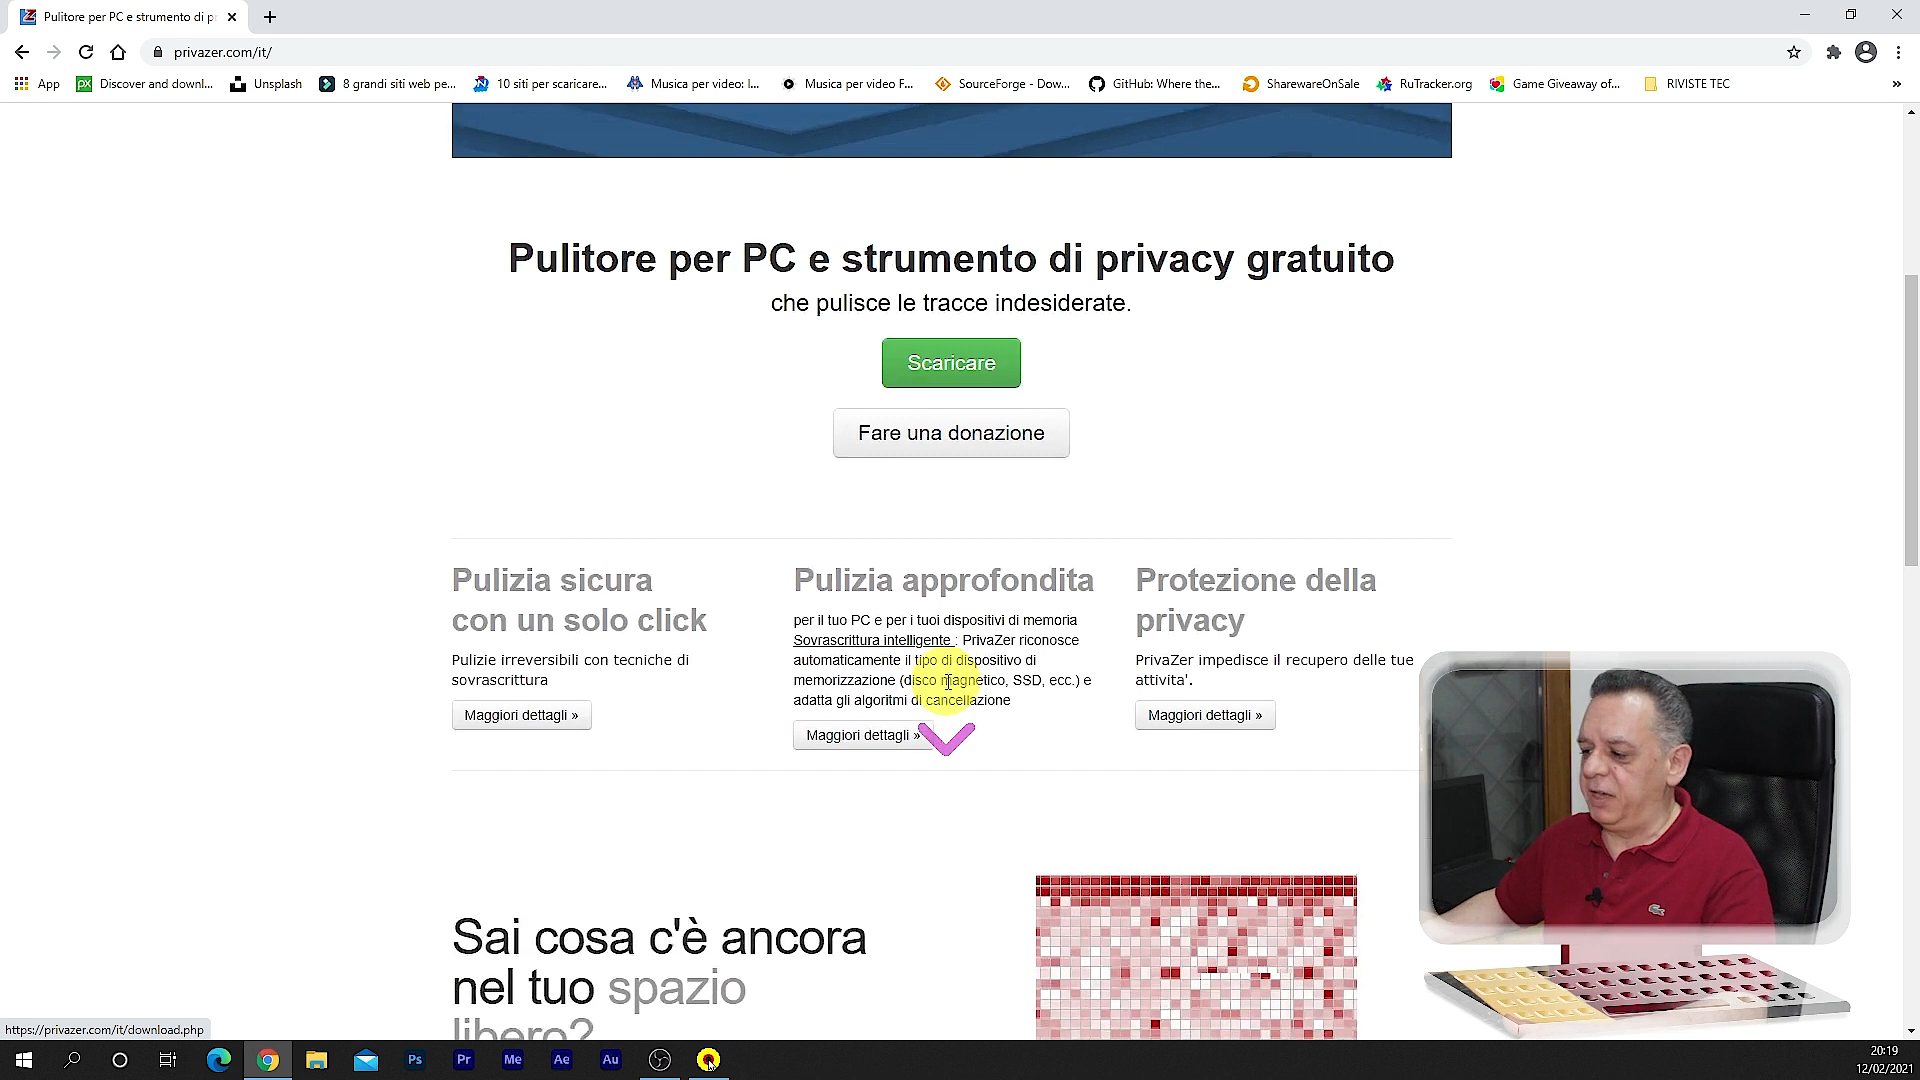 Pulitore per PC e strumento di p
privazer.com/it/
App
Discover and downl...
Unsplash
8 grandi siti web pe...
10 siti per scaricare...
Musica per video: I...
Musica per video F...
SourceForge - Dow...
GitHub: Where the...
SharewareOnSale
RuTracker.org
Game Giveaway of...
RIVISTE TEC
»
Pulitore per PC e strumento di privacy gratuito
che pulisce le tracce indesiderate.
Scaricare
Fare una donazione
Pulizia sicura
con un solo click
Pulizie irreversibili con tecniche di
sovrascrittura
Maggiori dettagli »
Pulizia approfondita
per il tuo PC e per i tuoi dispositivi di memoria
Sovrascrittura intelligente : PrivaZer riconosce
automaticamente il tipo di dispositivo di
memorizzazione (disco magnetico, SSD, ecc.) e
adatta gli algoritmi di cancellazione
Maggiori dettagli »
Protezione della
privacy
PrivaZer impedisce il recupero delle tue
attivita'.
Maggiori dettagli »
Sai cosa c'è ancora
nel tuo spazio
libero?
https://privazer.com/it/download.php
Ps
Pr
Me
Ae
Au
20:19
12/02/2021